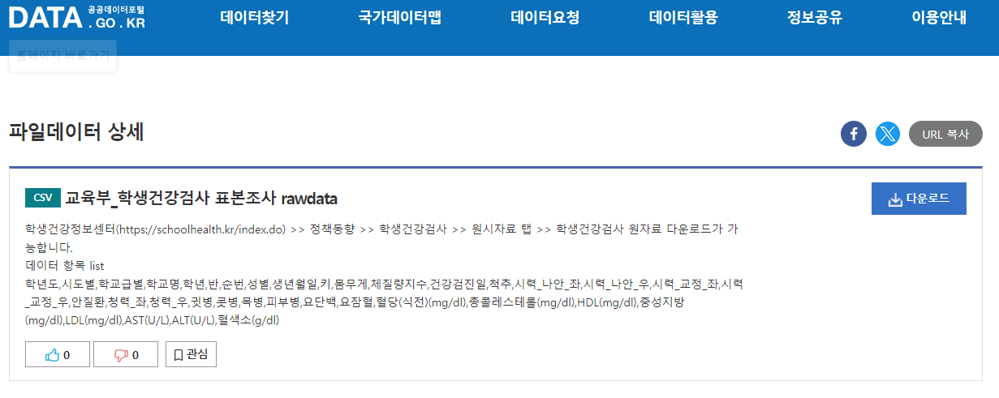 DATA 공공데이터포털 .GO.KR
데이터찾기 국가데이터맵 데이터요청 데이터활용 정보공유 이용안내
홈페이지 바로가기
파일데이터 상세
f X URL 복사
CSV 교육부_학생건강검사 표본조사 rawdata
다운로드
학생건강정보센터(https://schoolhealth.kr/index.do) >> 정책동향 >> 학생건강검사 >> 원시자료 탭 >> 학생건강검사 원자료 다운로드가 가
능합니다.
데이터 항목 list
학년도,시도별,학교급별,학교명,학년,반,순번,성별,생년월일,키,몸무게,체질량지수,건강검진일,척추,시력_나안_좌,시력_나안_우,시력_교정_좌,시력
_교정_우,안질환,청력_좌,청력_우,귓병,콧병,목병,피부병,요단백,요잠혈,혈당(식전)(mg/dl),총콜레스테롤(mg/dl),HDL(mg/dl),중성지방
(mg/dl),LDL(mg/dl),AST(U/L),ALT(U/L),혈색소(g/dl)
0 0 관심